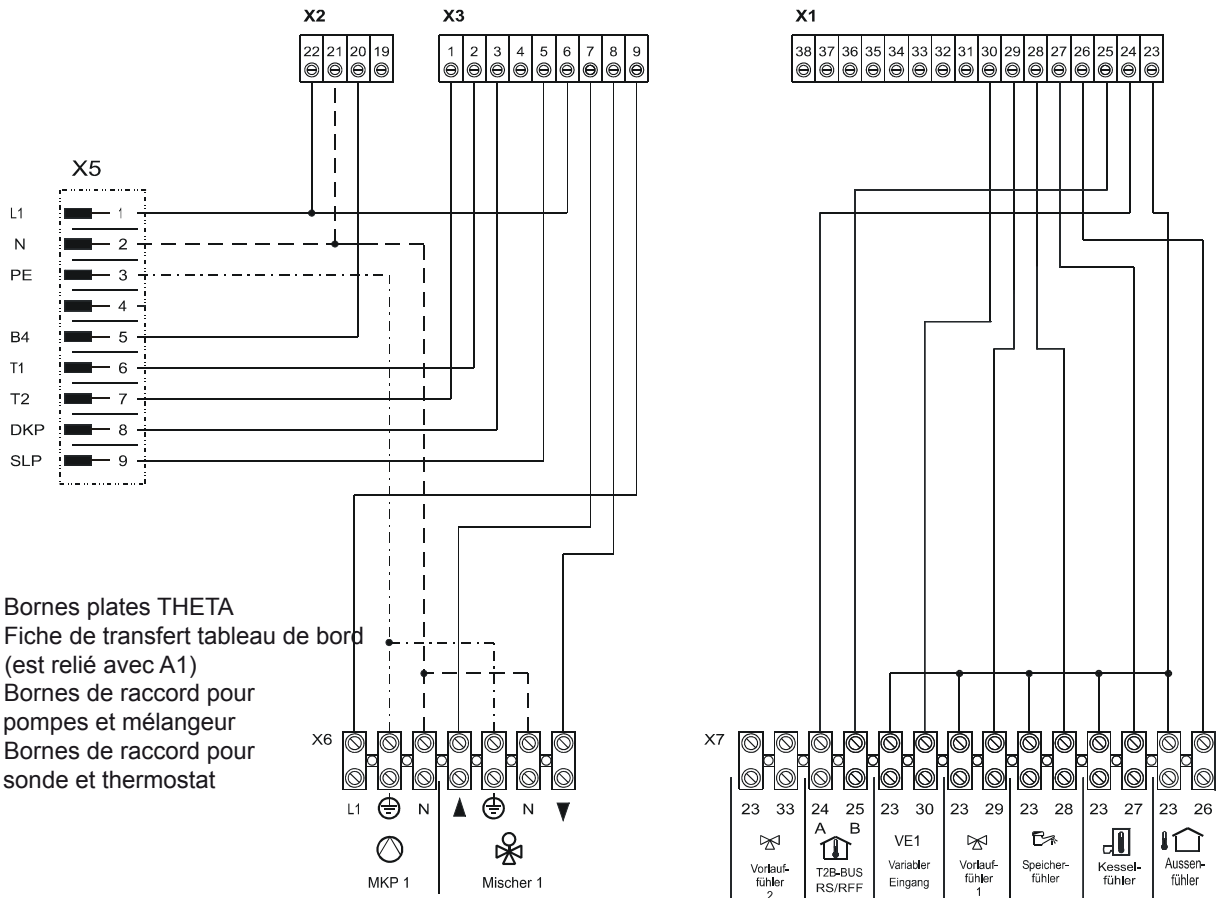 X2 X3 X1
22 21 20 19
1 2 3 4 5 6 7 8 9
38 37 36 35 34 33 32 31 30 29 28 27 26 25 24 23
X5
L1 1
N 2
PE 3
4
B4 5
T1 6
T2 7
DKP 8
SLP 9
Bornes plates THETA
Fiche de transfert tableau de bord
(est relié avec A1)
Bornes de raccord pour
pompes et mélangeur
Bornes de raccord pour
sonde et thermostat
X6
L1 N N
MKP 1 Mischer 1
X7
23 33 24 25 23 30 23 29 23 28 23 27 23 26
Vorlauf-
fühler
2
A B
T2B-BUS
RS/RFF
VE1
Variabler
Eingang
Vorlauf-
fühler
1
Speicher-
fühler
Kessel-
fühler
Aussen-
fühler